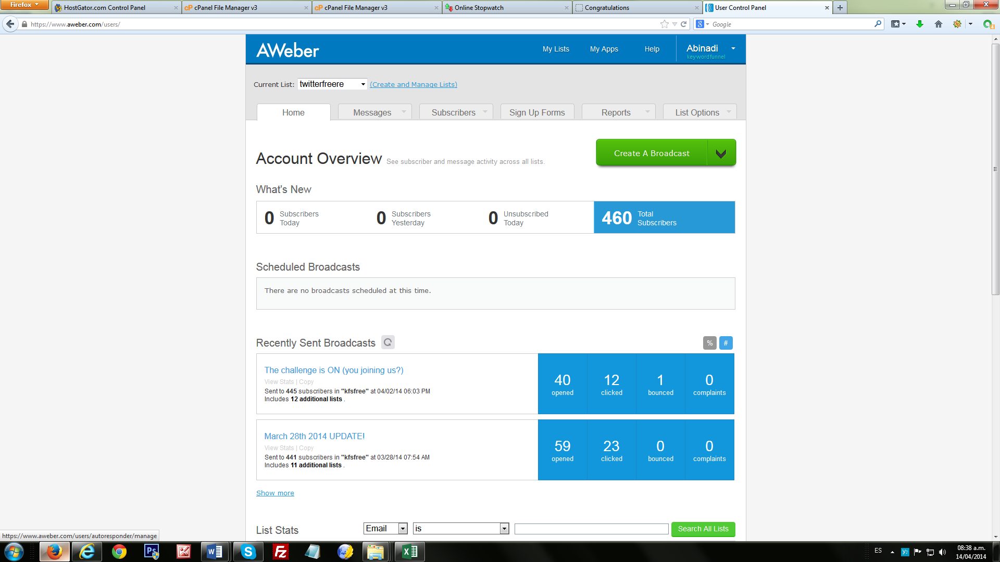 Firefox
HostGator.com Control Panel
cPanel File Manager v3
cPanel File Manager v3
Online Stopwatch
Congratulations
User Control Panel
https://www.aweber.com/users/
Google
AWeber
My Lists
My Apps
Help
Abinadi
keywordfunnel
Current List: twitterfreere (Create and Manage Lists)
Home
Messages
Subscribers
Sign Up Forms
Reports
List Options
Account Overview See subscriber and message activity across all lists.
Create A Broadcast
What's New
0 Subscribers Today
0 Subscribers Yesterday
0 Unsubscribed Today
460 Total Subscribers
Scheduled Broadcasts
There are no broadcasts scheduled at this time.
Recently Sent Broadcasts
% #
The challenge is ON (you joining us?)
View Stats | Copy
Sent to 445 subscribers in "kfsfree" at 04/02/14 06:03 PM
Includes 12 additional lists .
40 opened
12 clicked
1 bounced
0 complaints
March 28th 2014 UPDATE!
View Stats | Copy
Sent to 441 subscribers in "kfsfree" at 03/28/14 07:54 AM
Includes 11 additional lists .
59 opened
23 clicked
0 bounced
0 complaints
Show more
List Stats
Email
is
Search All Lists
https://www.aweber.com/users/autoresponder/manage
ES
08:38 a.m.
14/04/2014